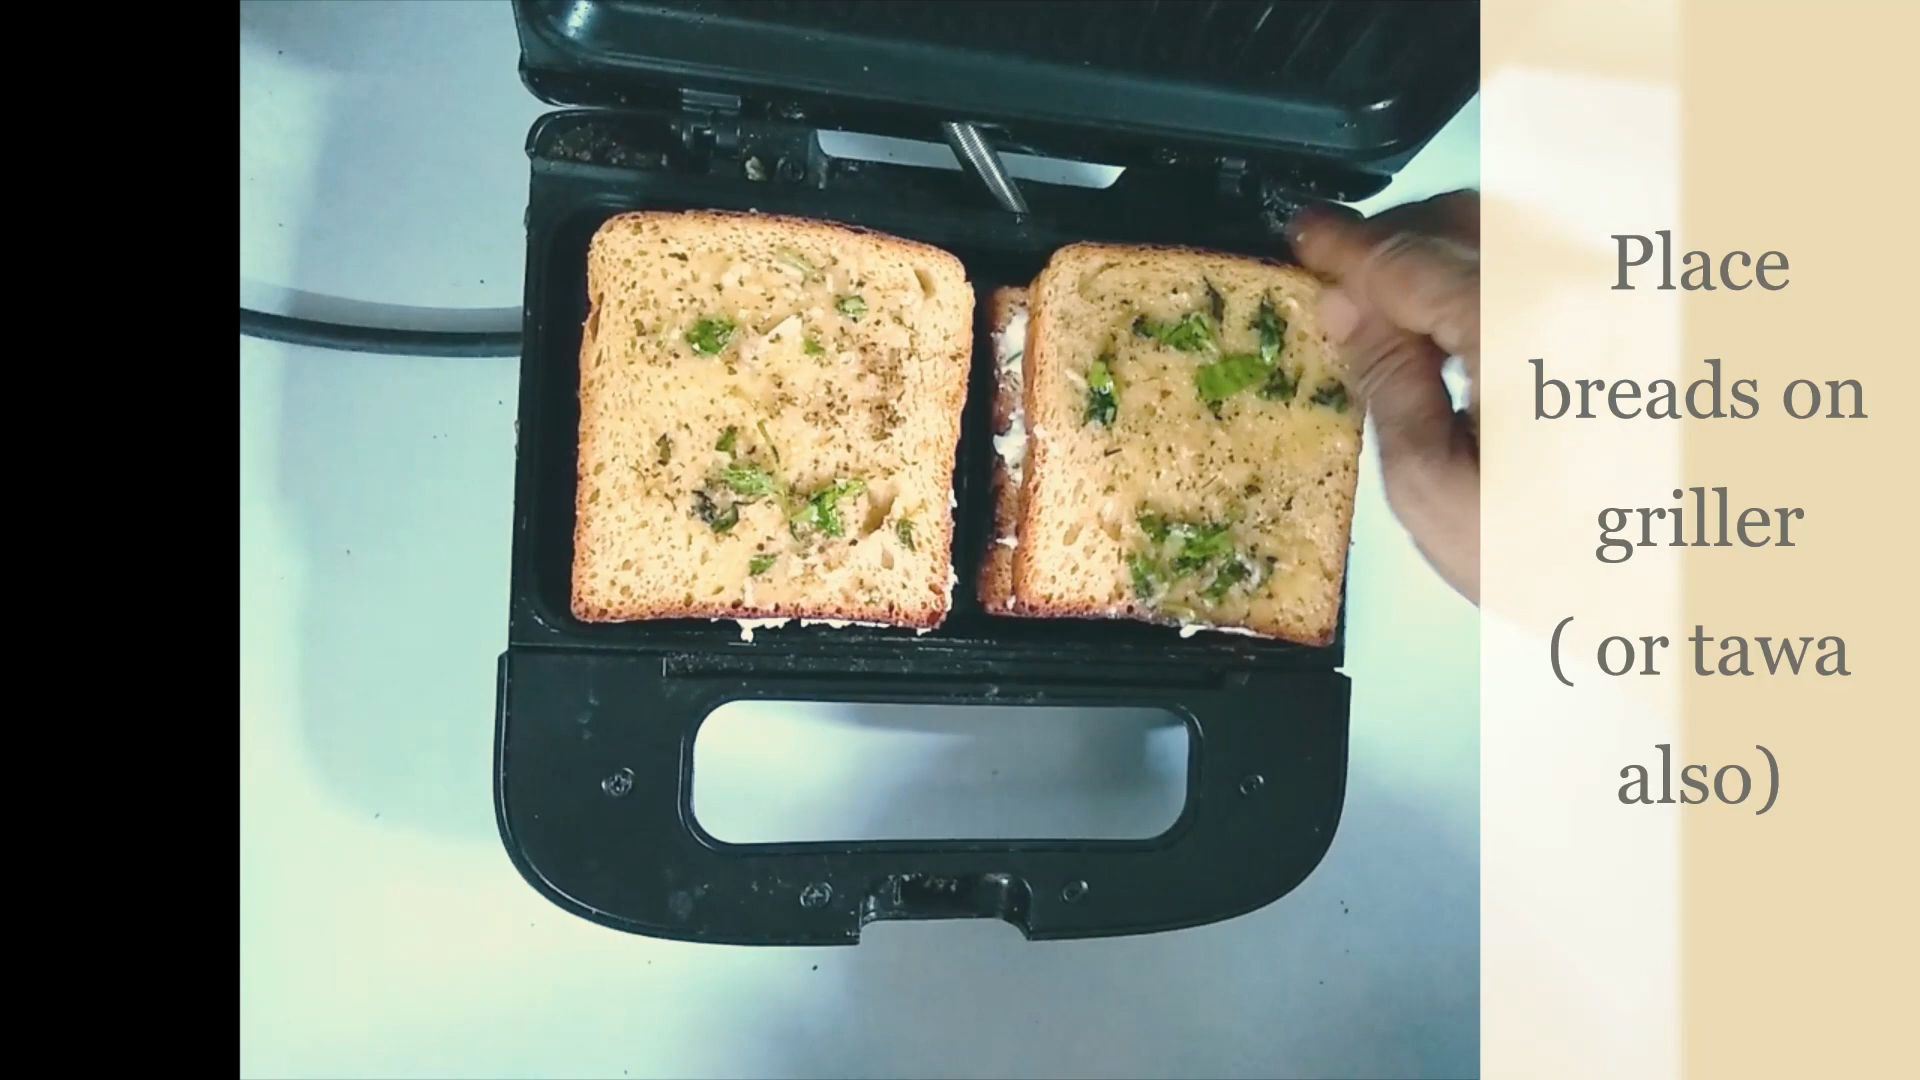 Place
breads on
griller
( or tawa
also)